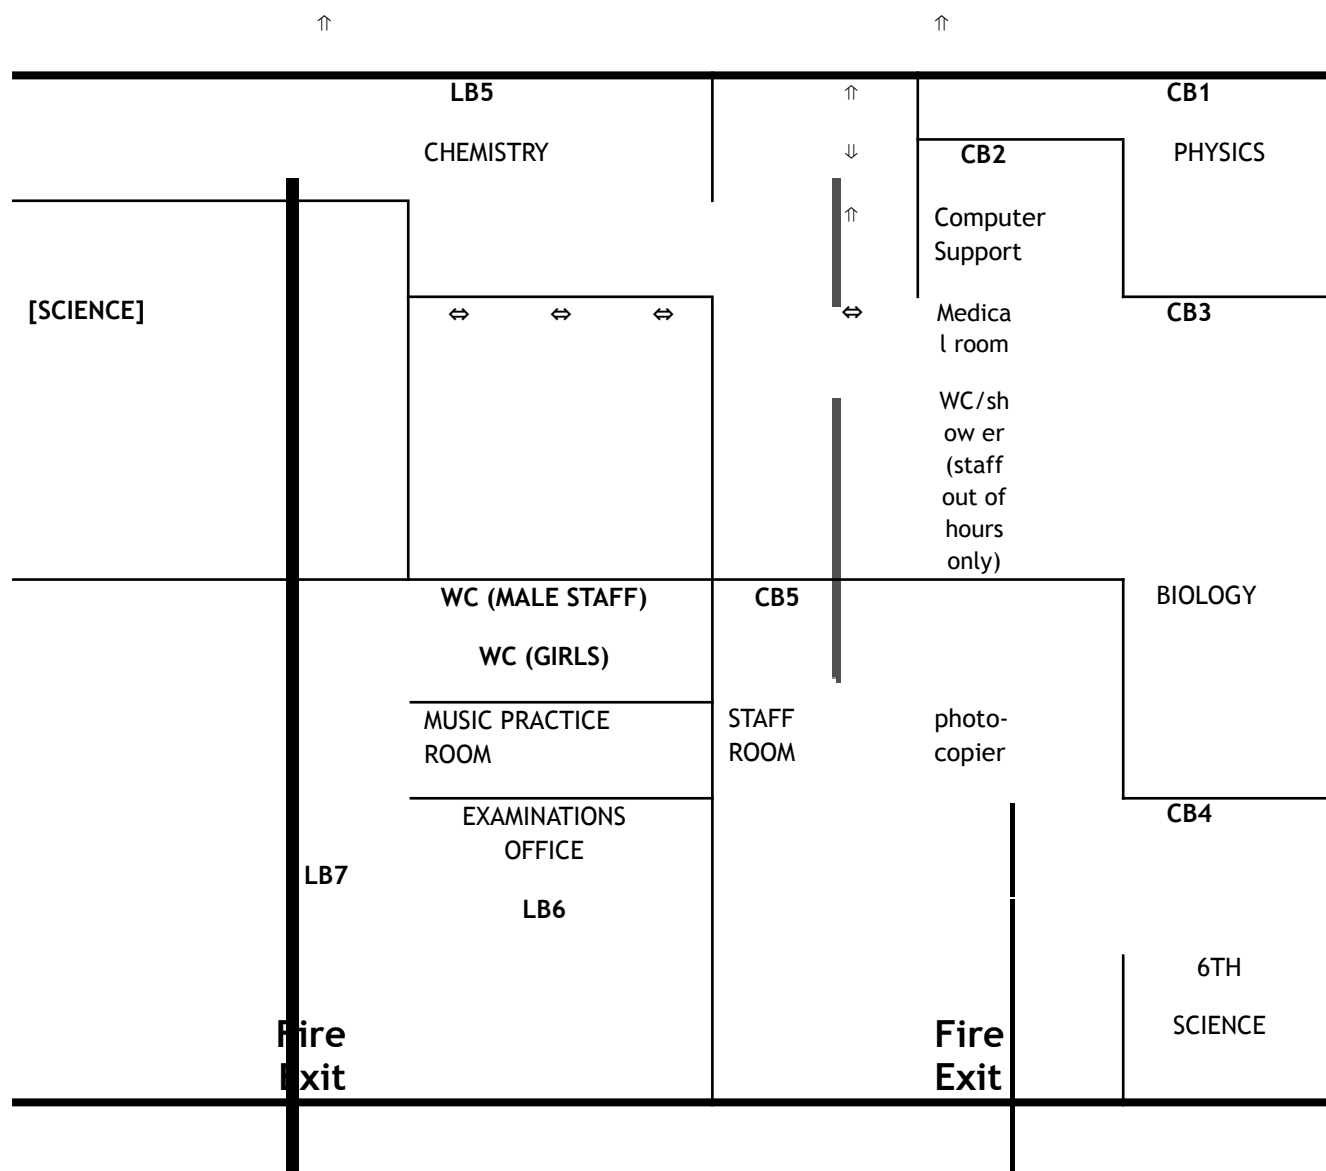 ⇑ ⇑
LB5 ⇑ CB1
CHEMISTRY ⇓ CB2 PHYSICS
⇑ Computer
Support
[SCIENCE] ⇔ ⇔ ⇔ ⇔ Medica CB3
l room
WC/sh
ow er
(staff
out of
hours
only)
WC (MALE STAFF) CB5 BIOLOGY
WC (GIRLS)
MUSIC PRACTICE STAFF photo-
ROOM ROOM copier
EXAMINATIONS CB4
OFFICE
LB7
LB6
6TH
SCIENCE
Fire Fire
Exit Exit